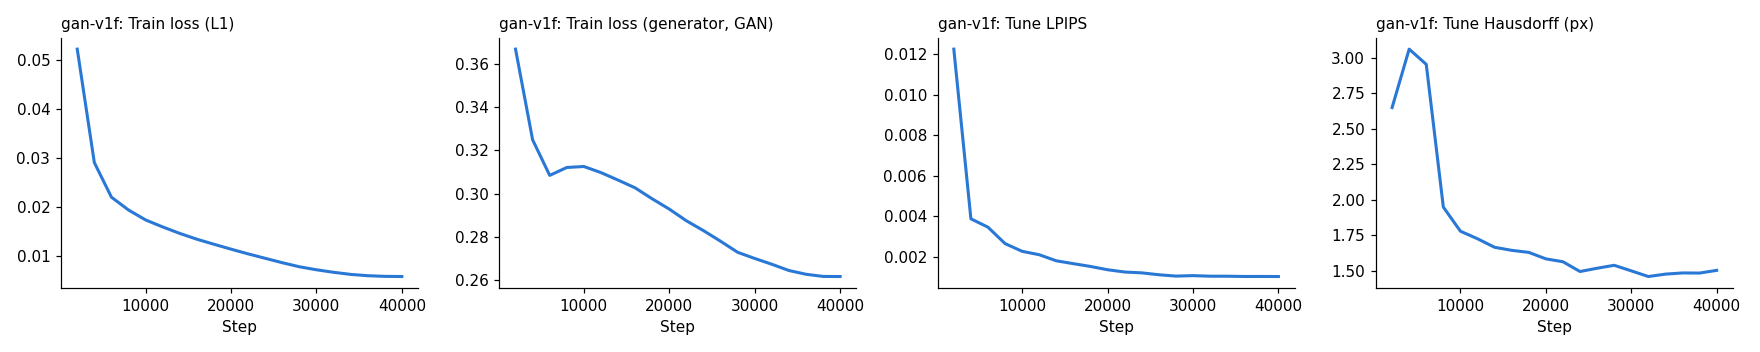 gan-v1f: Train loss (L1)
0.05
0.04
0.03
0.02
0.01
10000 20000 30000 40000
Step
gan-v1f: Train loss (generator, GAN)
0.36
0.34
0.32
0.30
0.28
0.26
10000 20000 30000 40000
Step
gan-v1f: Tune LPIPS
0.012
0.010
0.008
0.006
0.004
0.002
10000 20000 30000 40000
Step
gan-v1f: Tune Hausdorff (px)
3.00
2.75
2.50
2.25
2.00
1.75
1.50
10000 20000 30000 40000
Step